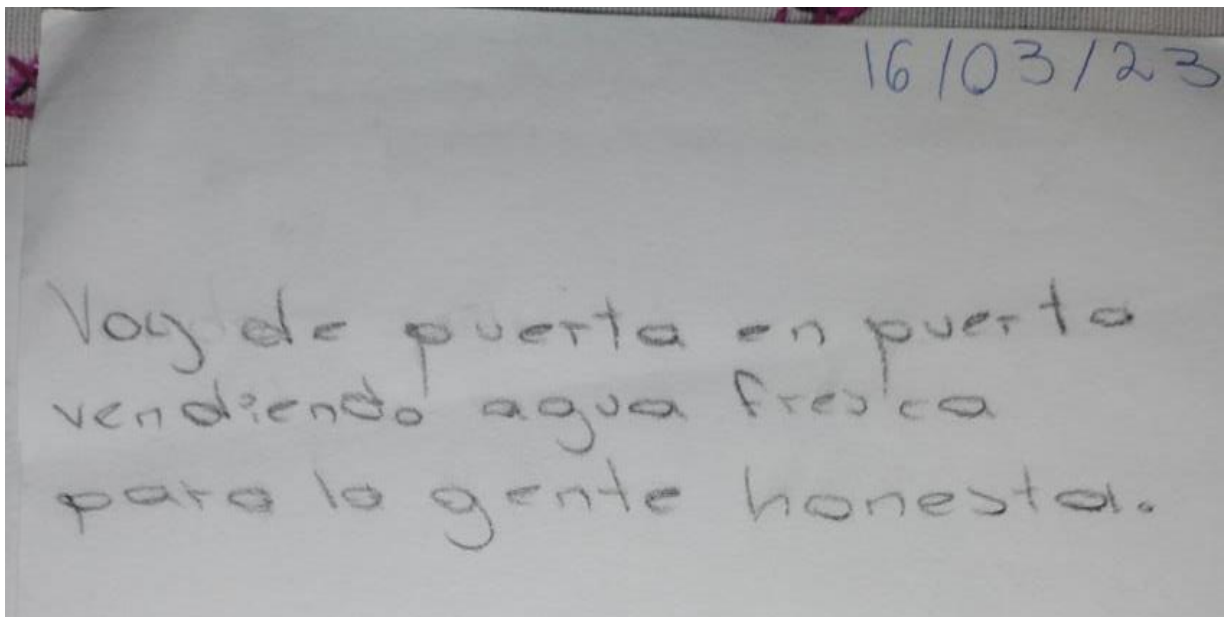 16/03/23
Voy de puerta en puerta
vendiendo agua fresca
para la gente honesta.